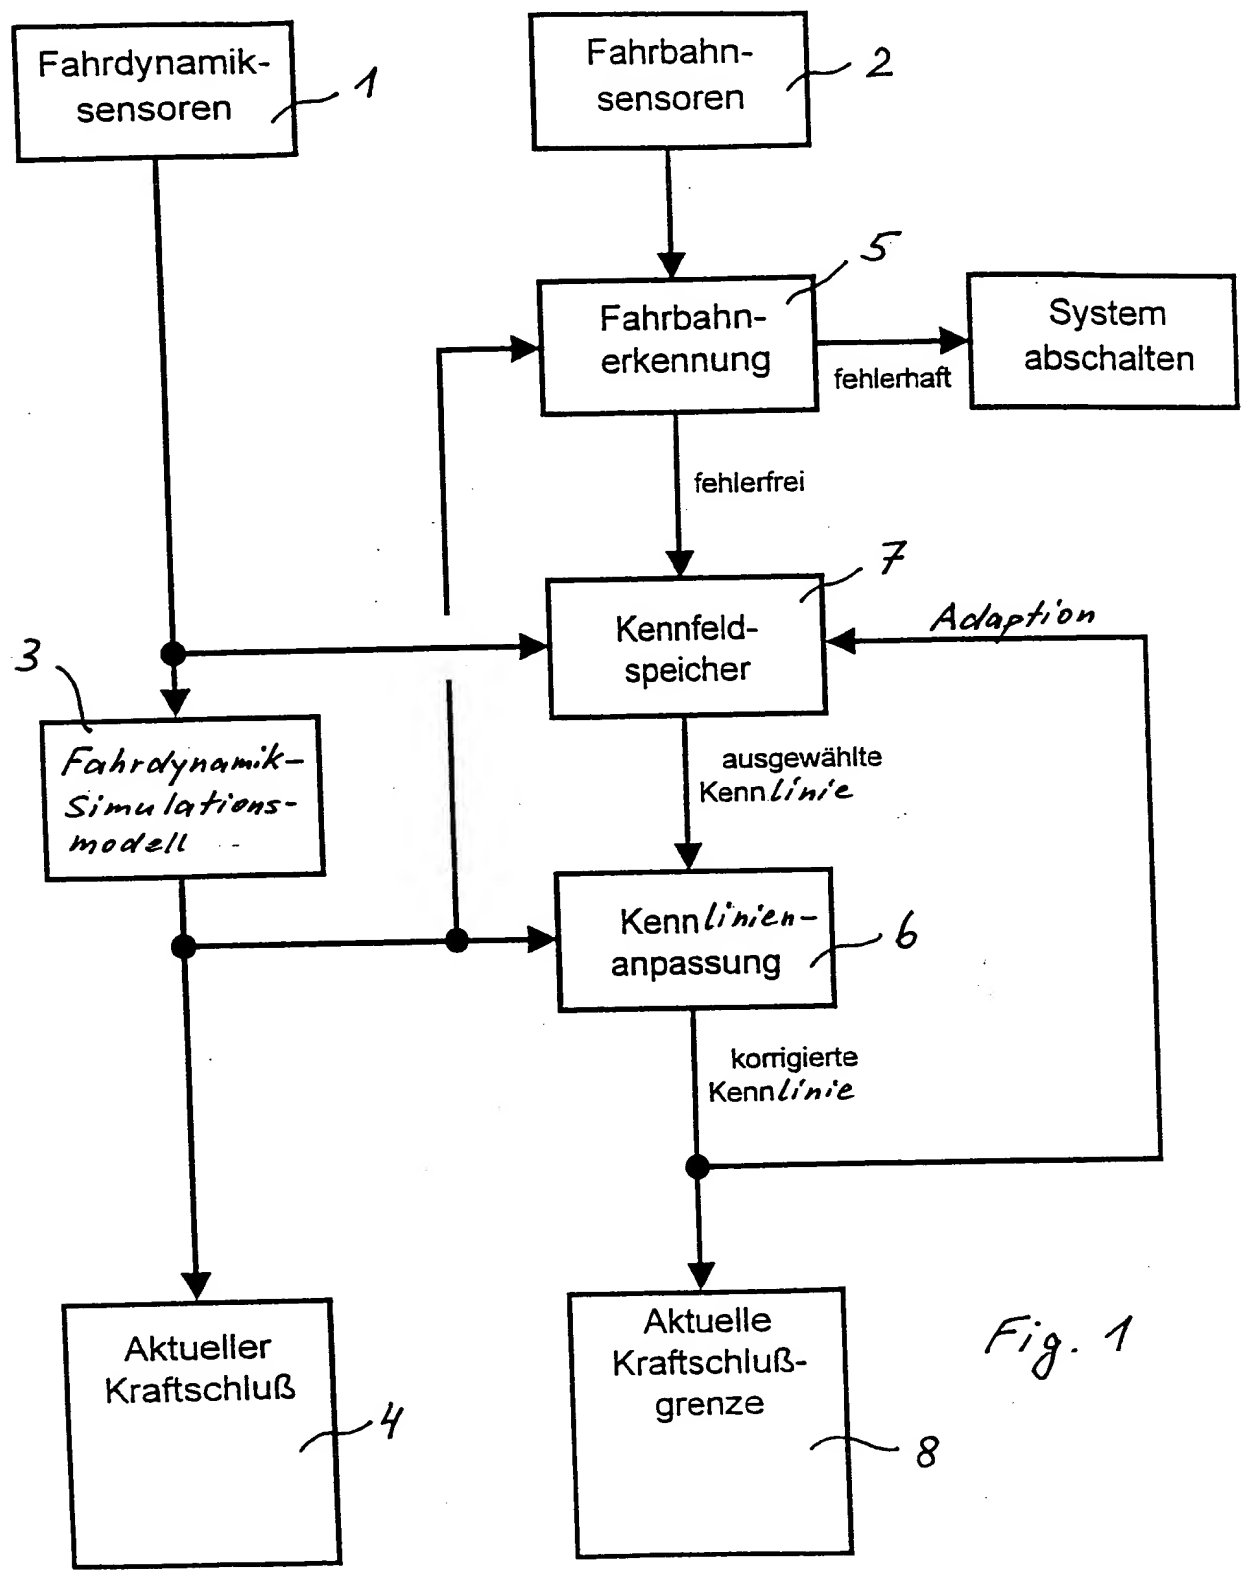 Fahrdynamik-
sensoren
1
Fahrbahn-
sensoren
2
5
Fahrbahn-
erkennung
System
abschalten
fehlerhaft
fehlerfrei
7
Kennfeld-
speicher
Adaption
3
Fahrdynamik-
simulations-
modell
ausgewählte
Kennlinie
Kennlinien-
anpassung
6
korrigierte
Kennlinie
Aktueller
Kraftschluß
4
Aktuelle
Kraftschluß-
grenze
8
Fig. 1